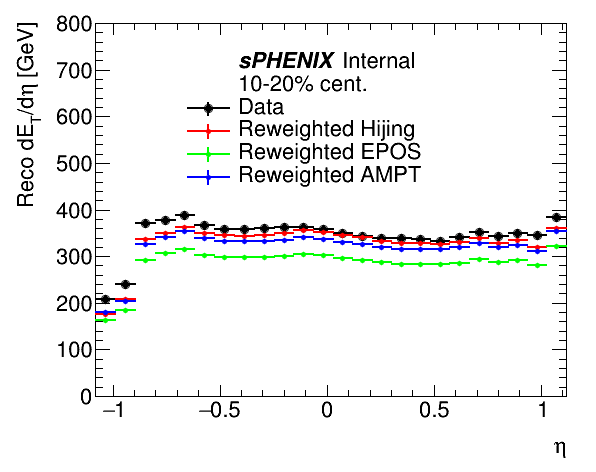 Reco dE_T/dη [GeV]
800
700
600
500
400
300
200
100
0
sPHENIX Internal
10-20% cent.
Data
Reweighted Hijing
Reweighted EPOS
Reweighted AMPT
−1 −0.5 0 0.5 1
η